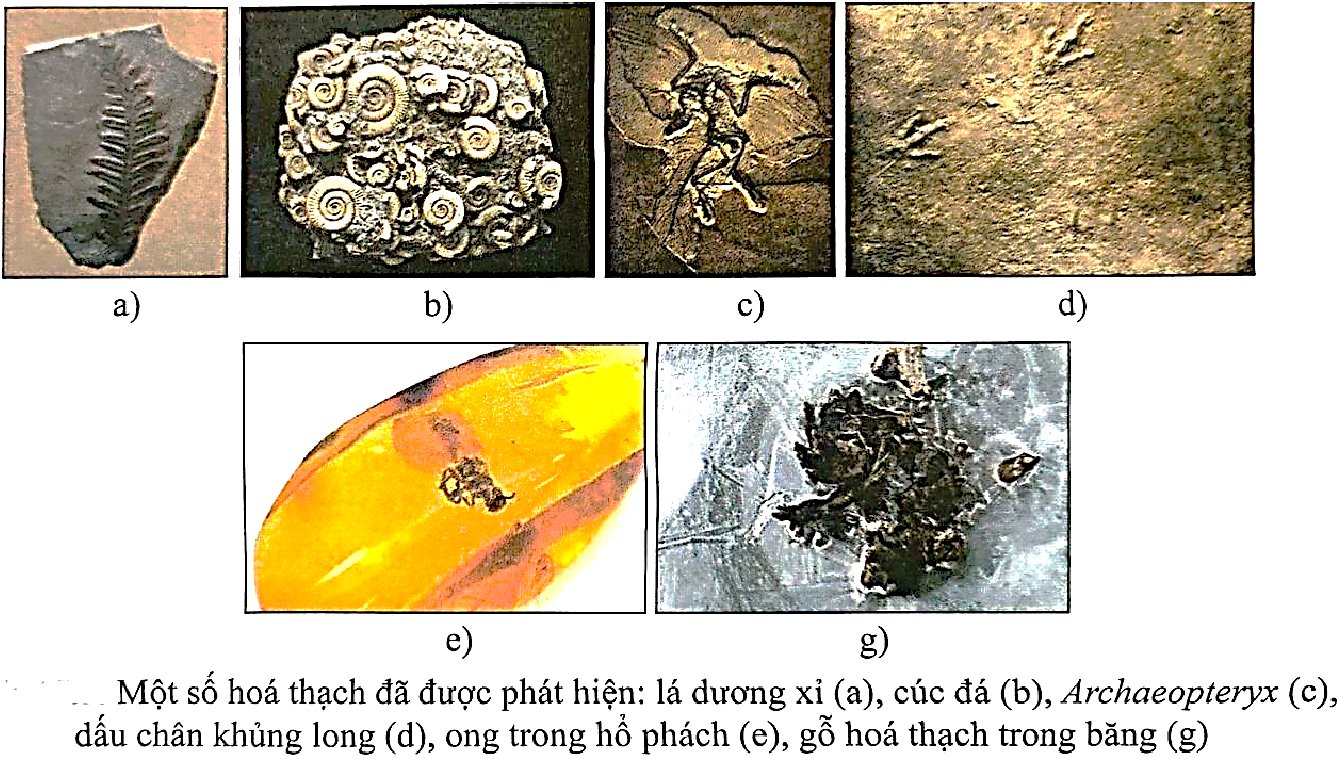 a)
b)
c)
d)
e)
g)
Một số hoá thạch đã được phát hiện: lá dương xỉ (a), cúc đá (b), Archaeopteryx (c),
dấu chân khủng long (d), ong trong hổ phách (e), gỗ hoá thạch trong băng (g)